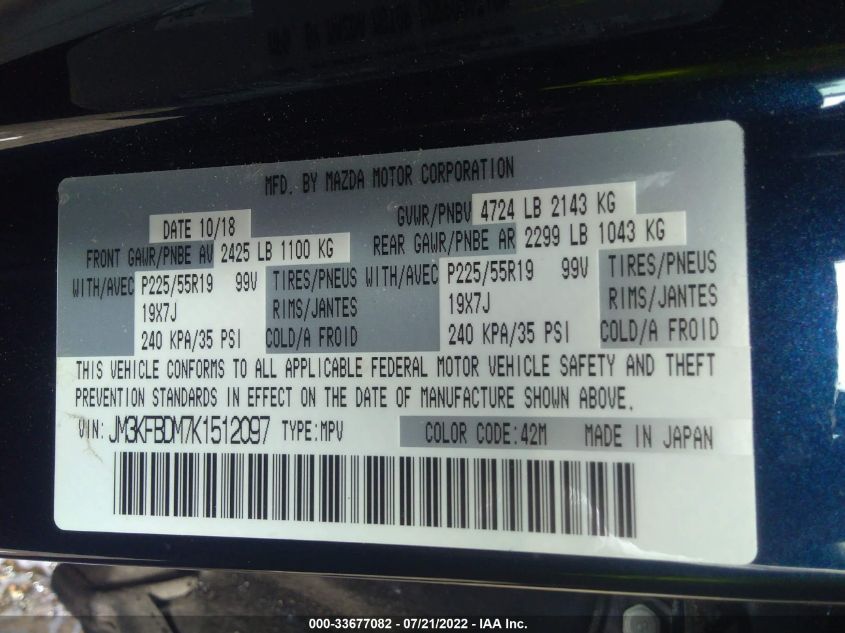 MFD. BY MAZDA MOTOR CORPORATION
DATE 10/18 GVWR/PNBV 4724 LB 2143 KG
FRONT GAWR/PNBE AV 2425 LB 1100 KG REAR GAWR/PNBE AR 2299 LB 1043 KG
WITH/AVEC P225/55R19 99V TIRES/PNEUS WITH/AVEC P225/55R19 99V TIRES/PNEUS
19X7J RIMS/JANTES 19X7J RIMS/JANTES
240 KPA/35 PSI COLD/A FROID 240 KPA/35 PSI COLD/A FROID
THIS VEHICLE CONFORMS TO ALL APPLICABLE FEDERAL MOTOR VEHICLE SAFETY AND THEFT
PREVENTION STANDARDS IN EFFECT ON THE DATE OF MANUFACTURE SHOWN ABOVE.
VIN: JM3KFBDM7K1512097 TYPE:MPV COLOR CODE:42M MADE IN JAPAN
000-33677082 - 07/21/2022 - IAA Inc.